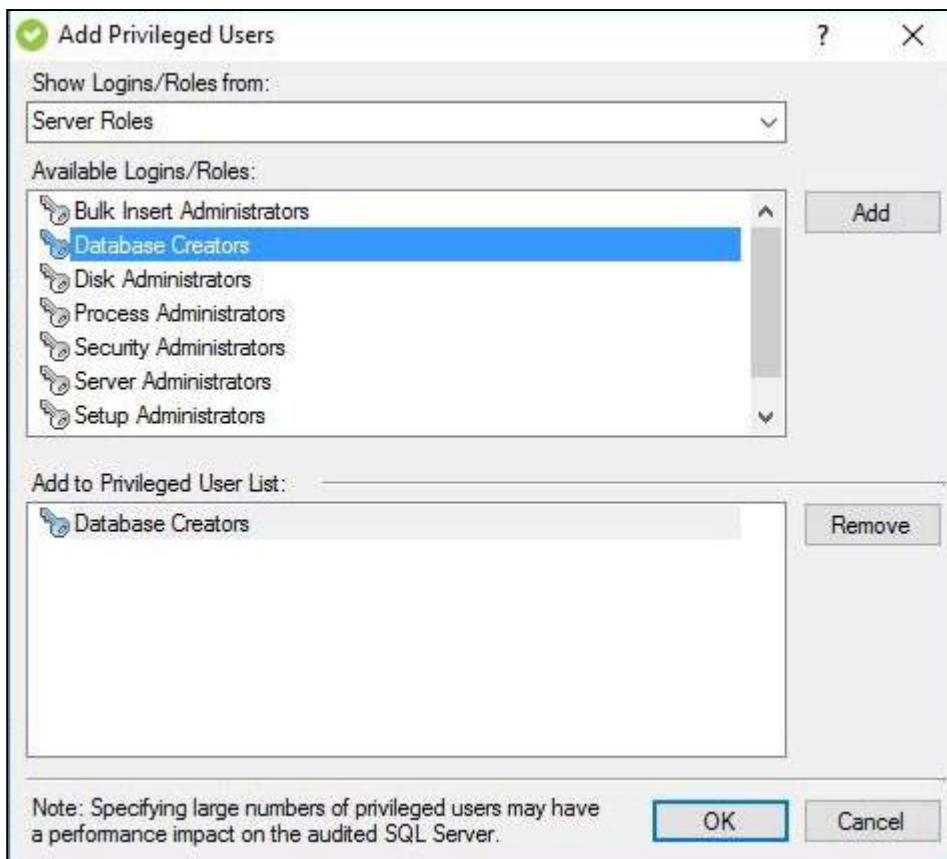 Add Privileged Users
?
Show Logins/Roles from:
Server Roles
Available Logins/Roles:
Bulk Insert Administrators
Add
Database Creators
Disk Administrators
Process Administrators
Security Administrators
Server Administrators
Setup Administrators
Add to Privileged User List:
Database Creators
Remove
Note: Specifying large numbers of privileged users may have
a performance impact on the audited SQL Server.
OK
Cancel